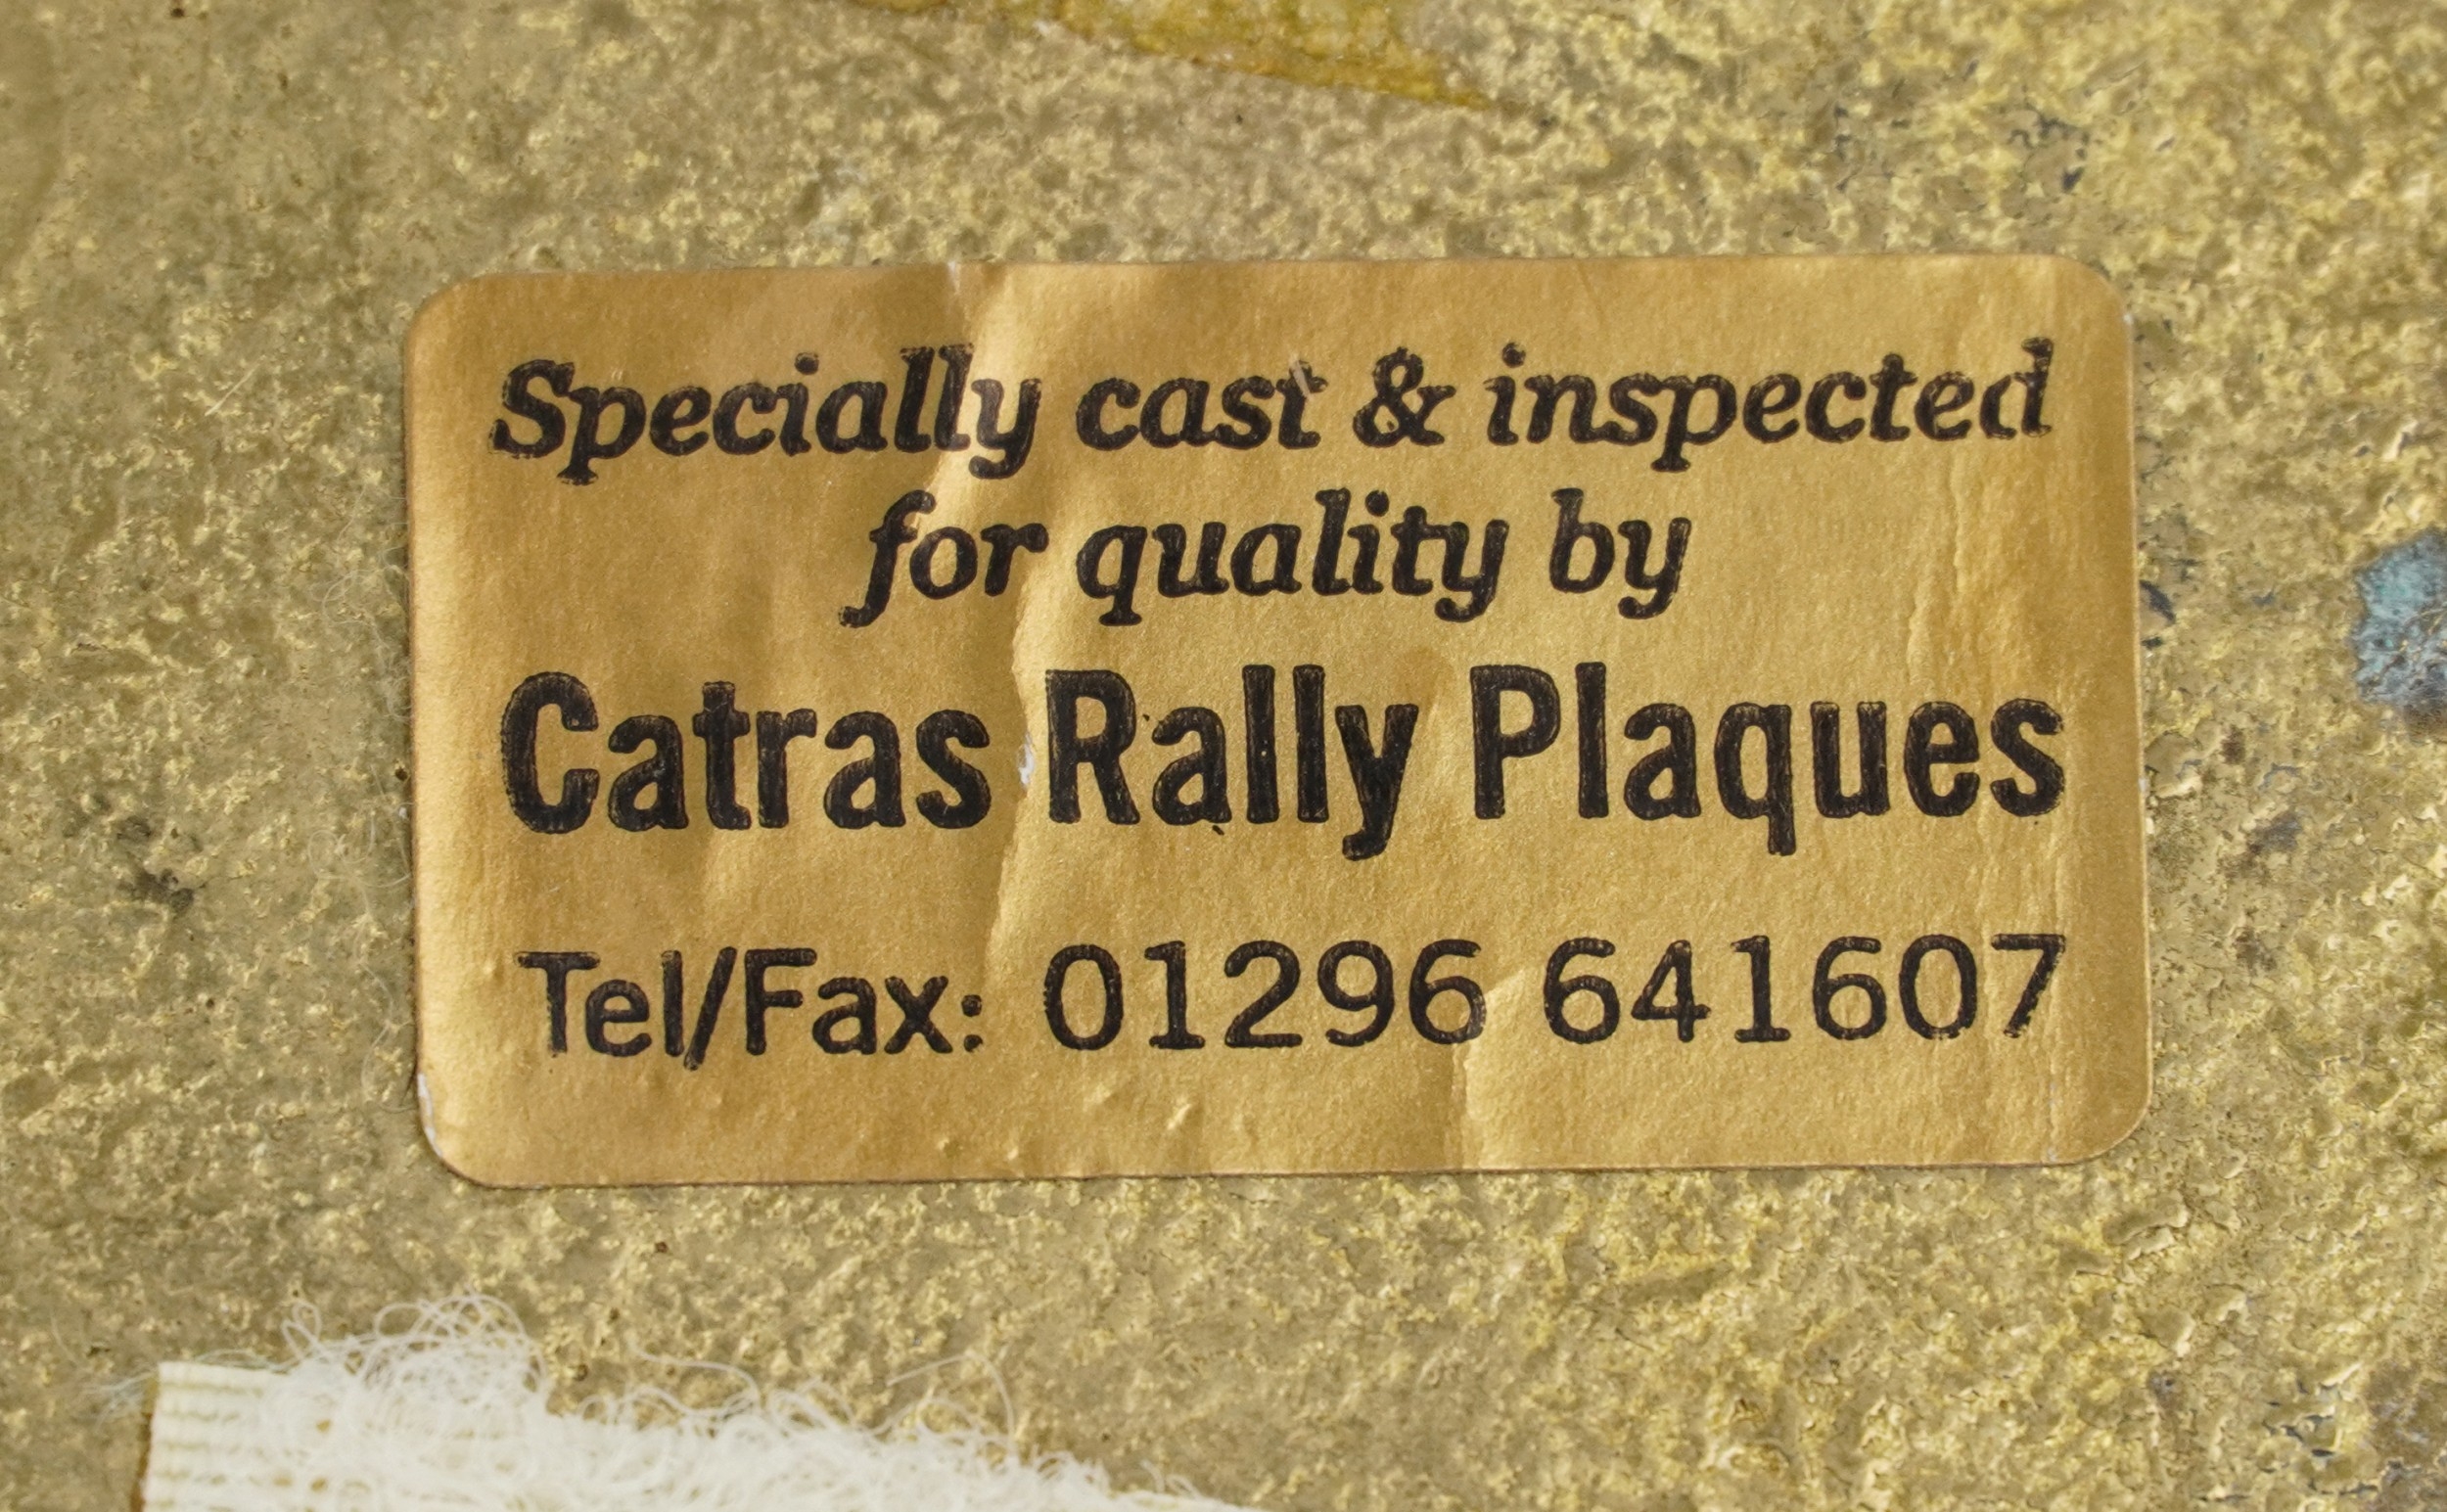 Specially cast & inspected
for quality by
Catras Rally Plaques
Tel/Fax: 01296 641607